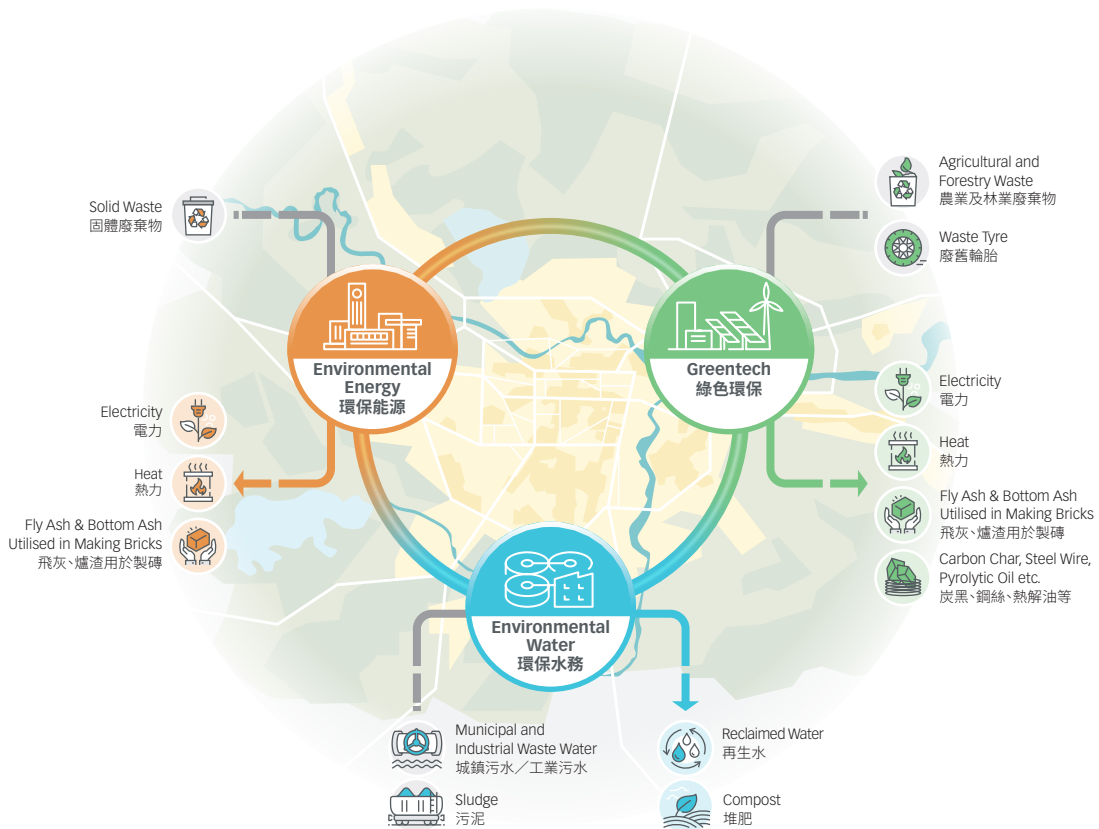 Solid Waste
固體廢棄物
Environmental
Energy
環保能源
Electricity
電力
Heat
熱力
Fly Ash & Bottom Ash
Utilised in Making Bricks
飛灰、爐渣用於製磚
Agricultural and
Forestry Waste
農業及林業廢棄物
Waste Tyre
廢舊輪胎
Greentech
綠色環保
Electricity
電力
Heat
熱力
Fly Ash & Bottom Ash
Utilised in Making Bricks
飛灰、爐渣用於製磚
Carbon Char, Steel Wire,
Pyrolytic Oil etc.
炭黑、鋼絲、熱解油等
Environmental
Water
環保水務
Municipal and
Industrial Waste Water
城鎮污水／工業污水
Sludge
污泥
Reclaimed Water
再生水
Compost
堆肥